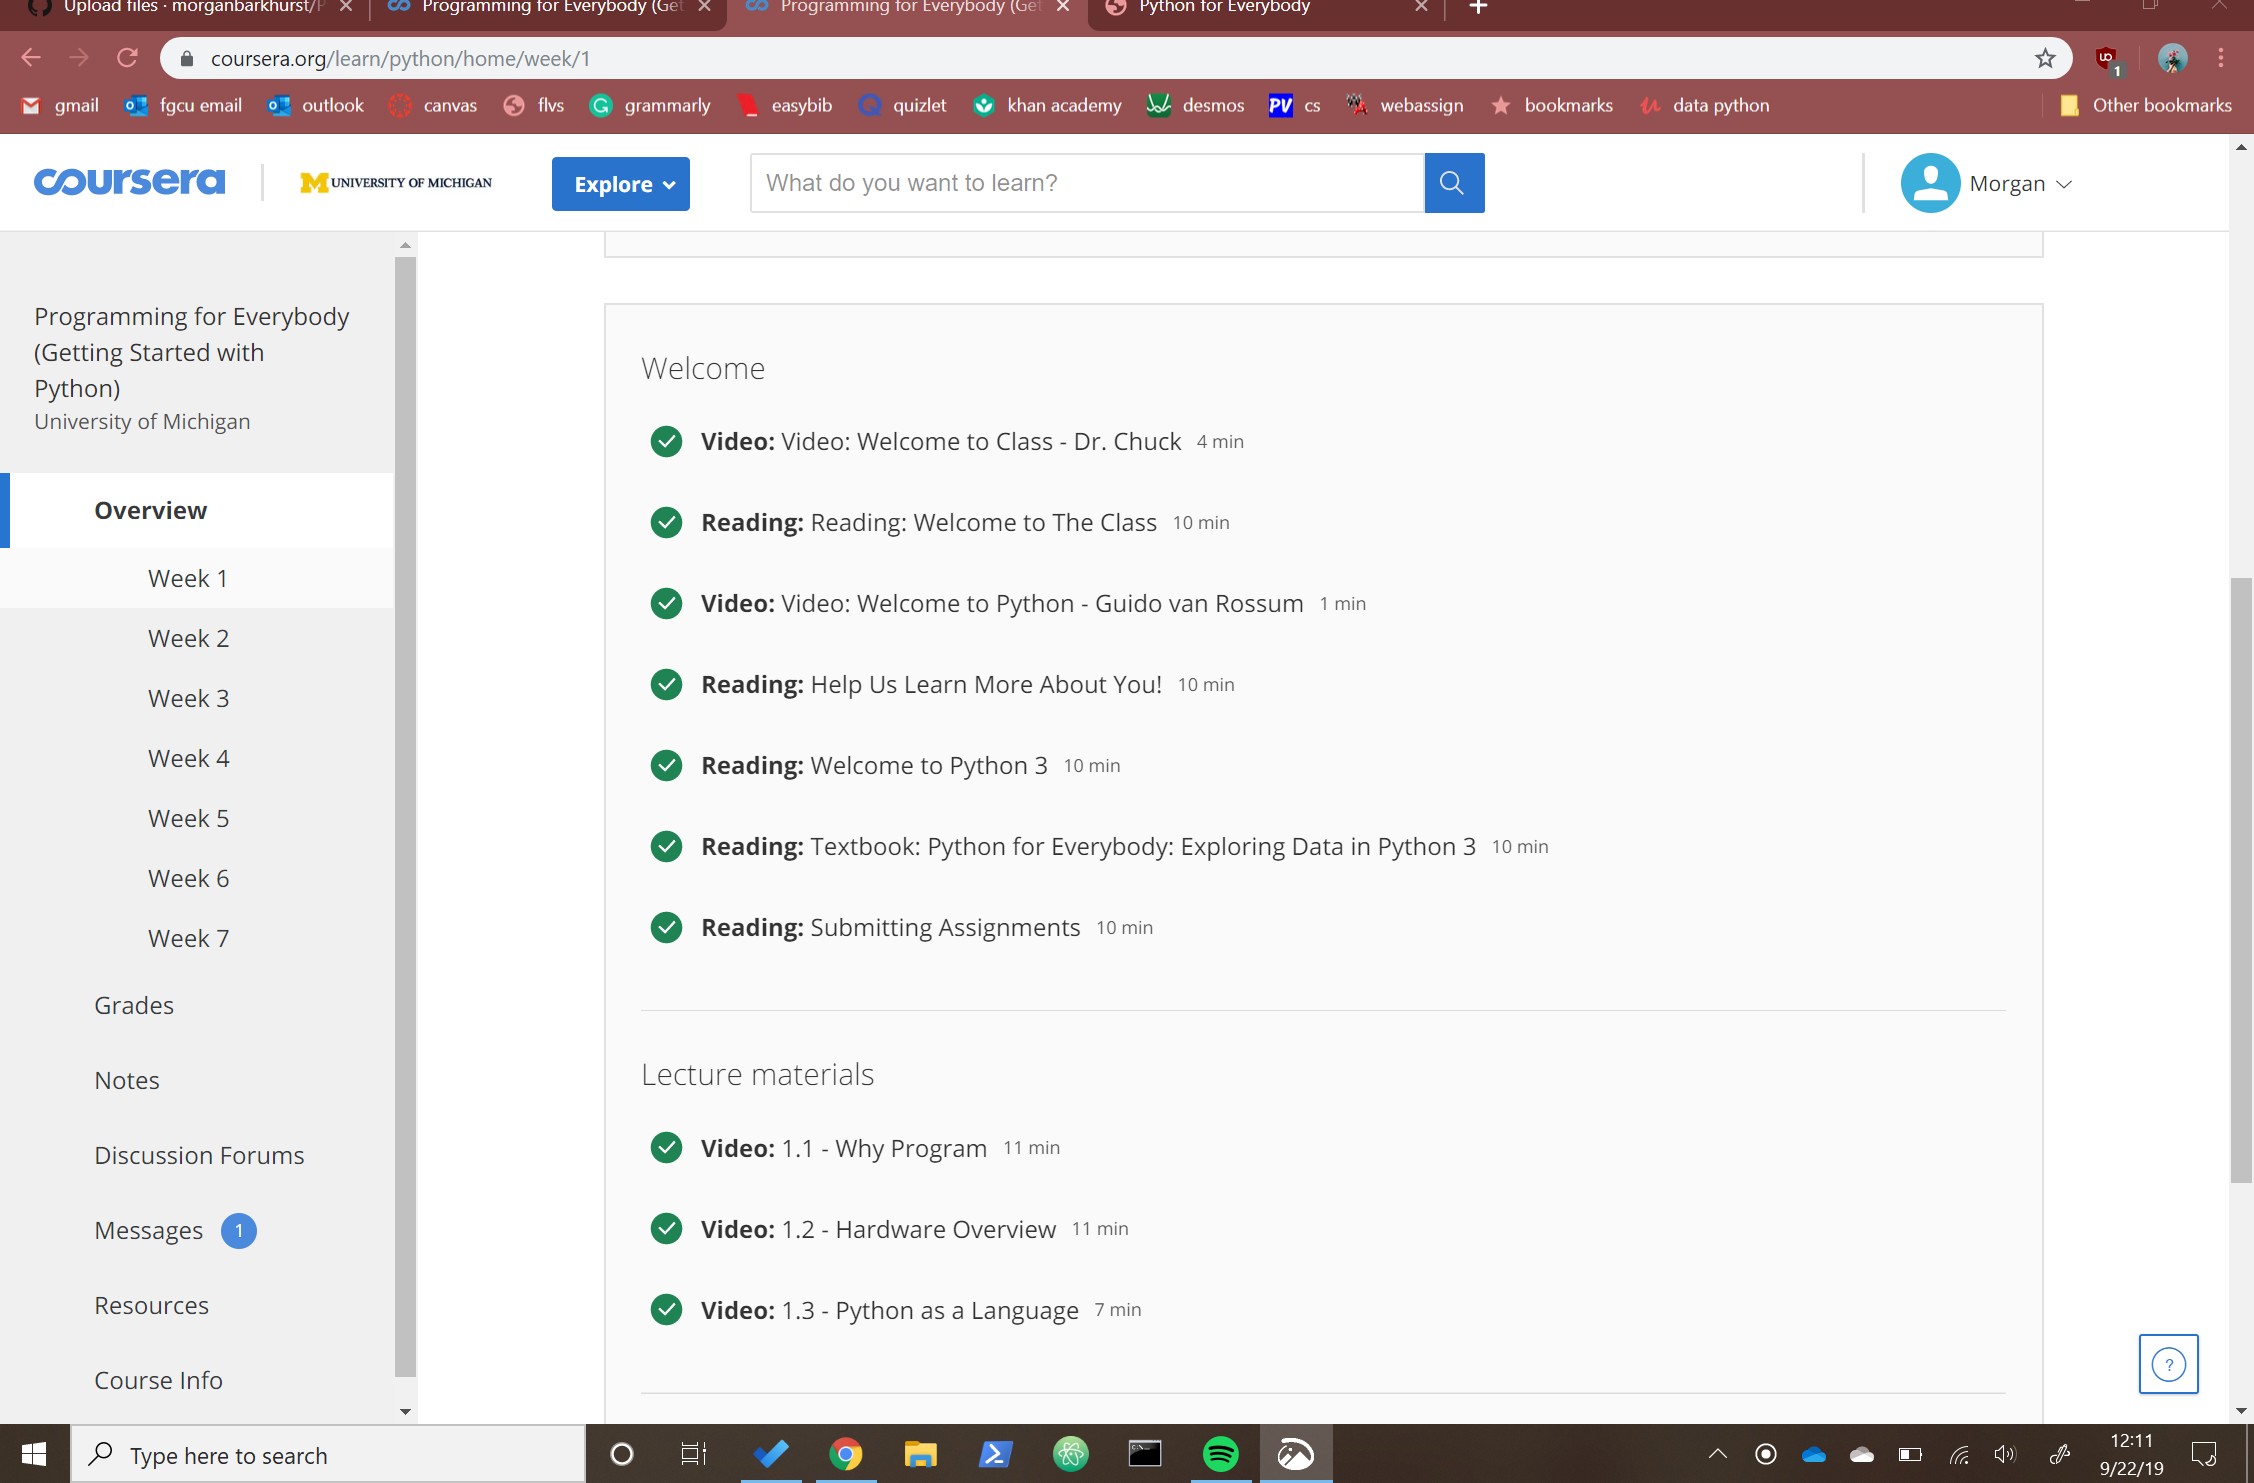 Upload files · morganbarkhurst/P
Programming for Everybody (Get
Programming for Everybody (Get
Python for Everybody
coursera.org/learn/python/home/week/1
1
gmail
fgcu email
outlook
canvas
flvs
grammarly
easybib
quizlet
khan academy
desmos
PV cs
webassign
bookmarks
data python
Other bookmarks
coursera
M UNIVERSITY OF MICHIGAN
Explore
What do you want to learn?
Morgan
Programming for Everybody
(Getting Started with
Python)
University of Michigan
Overview
Week 1
Week 2
Week 3
Week 4
Week 5
Week 6
Week 7
Grades
Notes
Discussion Forums
Messages 1
Resources
Course Info
Welcome
Video: Video: Welcome to Class - Dr. Chuck 4 min
Reading: Reading: Welcome to The Class 10 min
Video: Video: Welcome to Python - Guido van Rossum 1 min
Reading: Help Us Learn More About You! 10 min
Reading: Welcome to Python 3 10 min
Reading: Textbook: Python for Everybody: Exploring Data in Python 3 10 min
Reading: Submitting Assignments 10 min
Lecture materials
Video: 1.1 - Why Program 11 min
Video: 1.2 - Hardware Overview 11 min
Video: 1.3 - Python as a Language 7 min
?
Type here to search
12:11
9/22/19